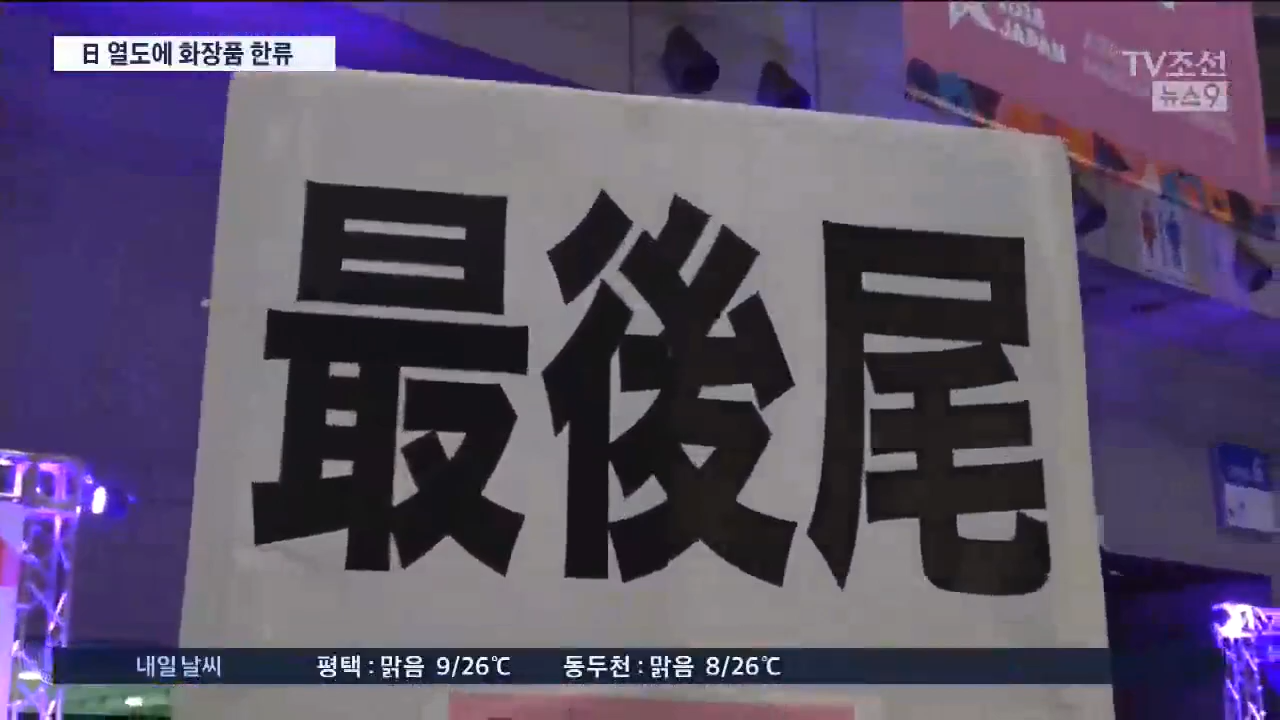 日 열도에 화장품 한류
JAPAN
TV조선
뉴스9
最後尾
내일 날씨 평택 : 맑음 9/26℃ 동두천 : 맑음 8/26℃